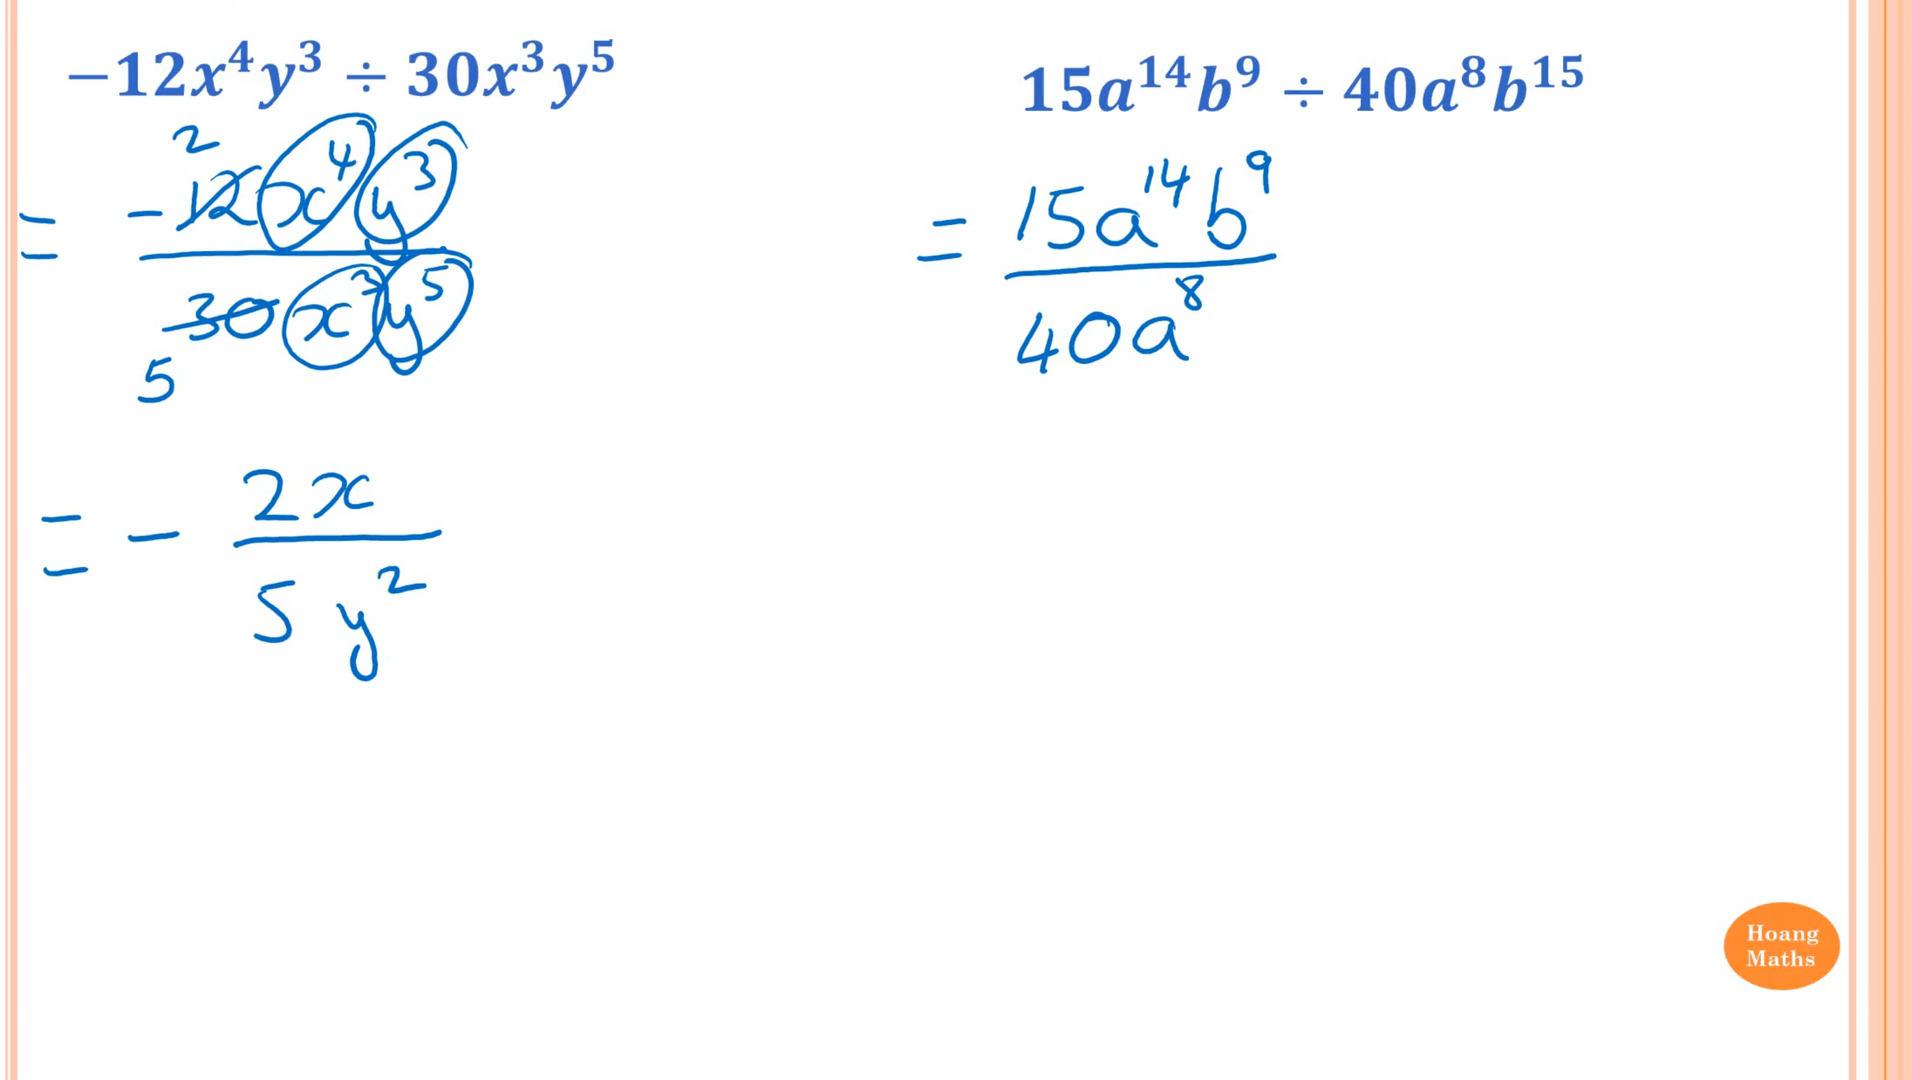 −12x⁴y³ ÷ 30x³y⁵
2
= −12x⁴y³
30x³y⁵
5
= − 2x
5y²
15a¹⁴b⁹ ÷ 40a⁸b¹⁵
= 15a¹⁴b⁹
40a⁸
Hoang
Maths